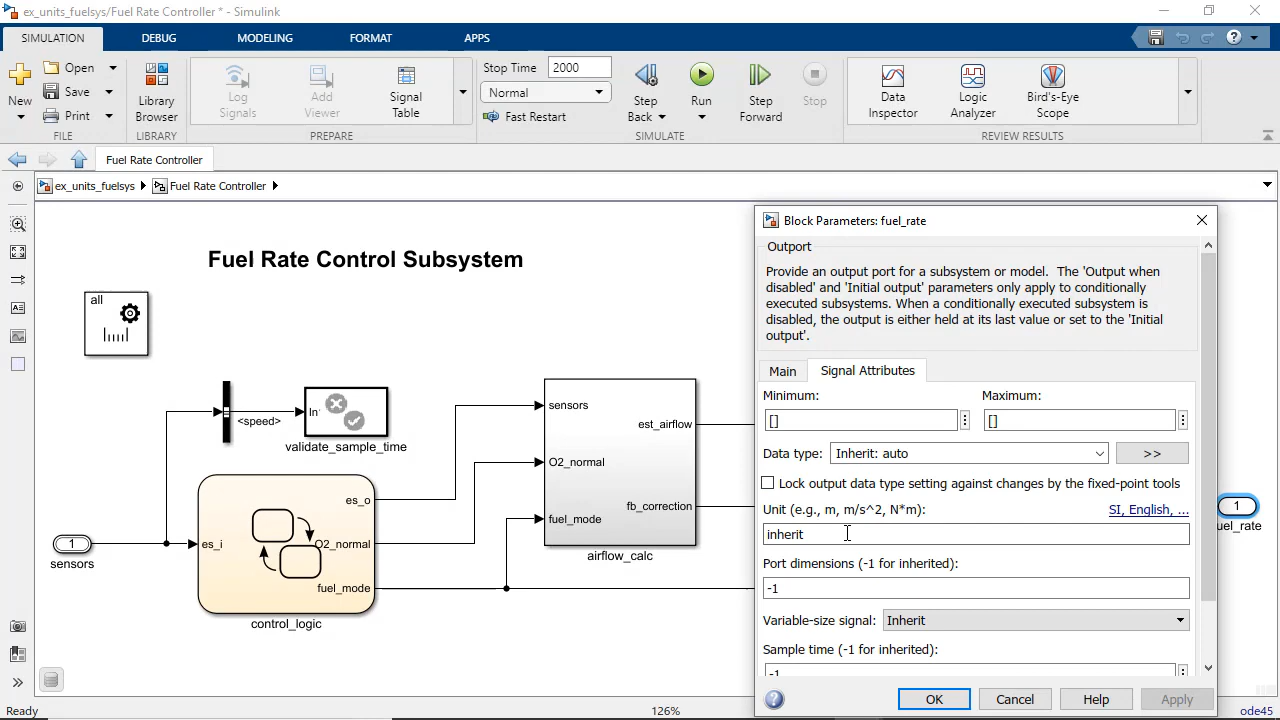 ex_units_fuelsys/Fuel Rate Controller * - Simulink
SIMULATION DEBUG MODELING FORMAT APPS
New
Open
Save
Print
FILE
Library
Browser
LIBRARY
Log
Signals
Add
Viewer
Signal
Table
PREPARE
Stop Time 2000
Normal
Fast Restart
Step
Back
Run
Step
Forward
Stop
SIMULATE
Data
Inspector
Logic
Analyzer
Bird's-Eye
Scope
REVIEW RESULTS
Fuel Rate Controller
ex_units_fuelsys Fuel Rate Controller
Fuel Rate Control Subsystem
all
<speed>
In
validate_sample_time
1
sensors
es_i
es_o
O2_normal
fuel_mode
control_logic
sensors
O2_normal
fuel_mode
est_airflow
fb_correction
airflow_calc
1
uel_rate
Block Parameters: fuel_rate
Outport
Provide an output port for a subsystem or model. The 'Output when
disabled' and 'Initial output' parameters only apply to conditionally
executed subsystems. When a conditionally executed subsystem is
disabled, the output is either held at its last value or set to the 'Initial
output'.
Main Signal Attributes
Minimum: Maximum:
[] []
Data type: Inherit: auto >>
Lock output data type setting against changes by the fixed-point tools
Unit (e.g., m, m/s^2, N*m): SI, English, ...
inherit
Port dimensions (-1 for inherited):
-1
Variable-size signal: Inherit
Sample time (-1 for inherited):
-1
OK Cancel Help Apply
Ready 126% ode45